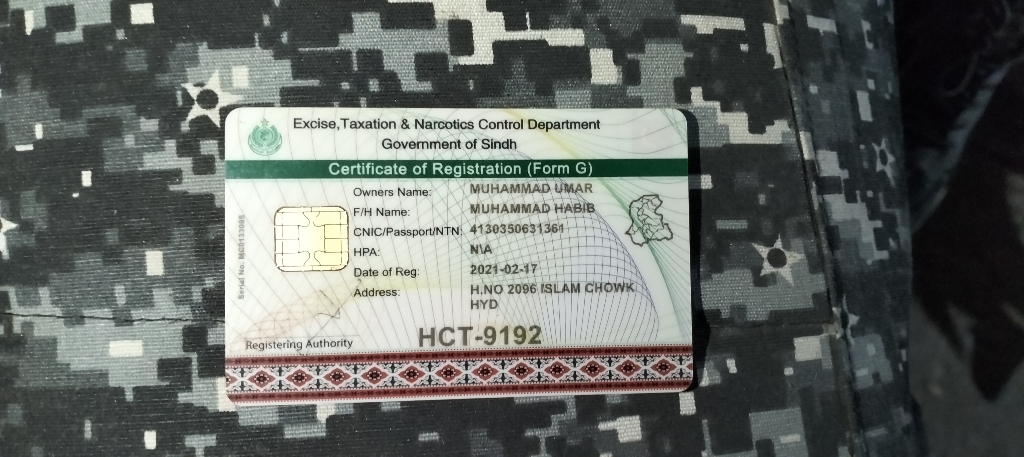 Excise,Taxation & Narcotics Control Department
Government of Sindh
Certificate of Registration (Form G)
Owners Name: MUHAMMAD UMAR
F/H Name: MUHAMMAD HABIB
CNIC/Passport/NTN: 4130350631361
HPA: N\A
Date of Reg: 2021-02-17
Address: H.NO 2096 ISLAM CHOWK
HYD
Serial No.
Registering Authority
HCT-9192